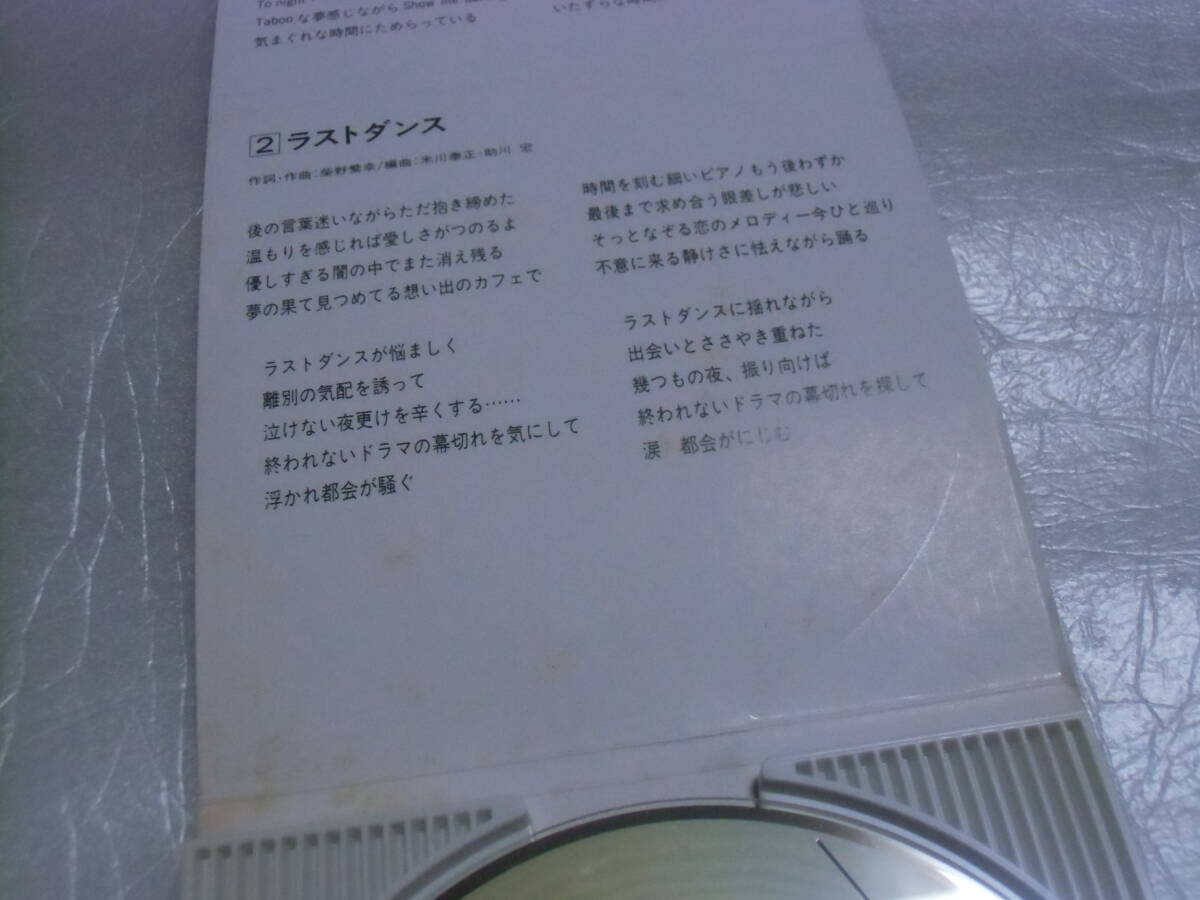 To night
Tabooな夢感じながら Show me
気まぐれな時間にためらっている
いたずらな時間
2 ラストダンス
作詞・作曲:柴野繁幸/編曲:米川泰正・助川 宏
後の言葉迷いながらただ抱き締めた
温もりを感じれば愛しさがつのるよ
優しすぎる闇の中でまた消え残る
夢の果て見つめてる想い出のカフェで
ラストダンスが悩ましく
離別の気配を誘って
泣けない夜更けを辛くする……
終われないドラマの幕切れを気にして
浮かれ都会が騒ぐ
時間を刻む細いピアノもう後わずか
最後まで求め合う眼差しが悲しい
そっとなぞる恋のメロディー今ひと巡り
不意に来る静けさに怯えながら踊る
ラストダンスに揺れながら
出会いとささやき重ねた
幾つもの夜、振り向けば
終われないドラマの幕切れを探して
涙 都会がにじむ